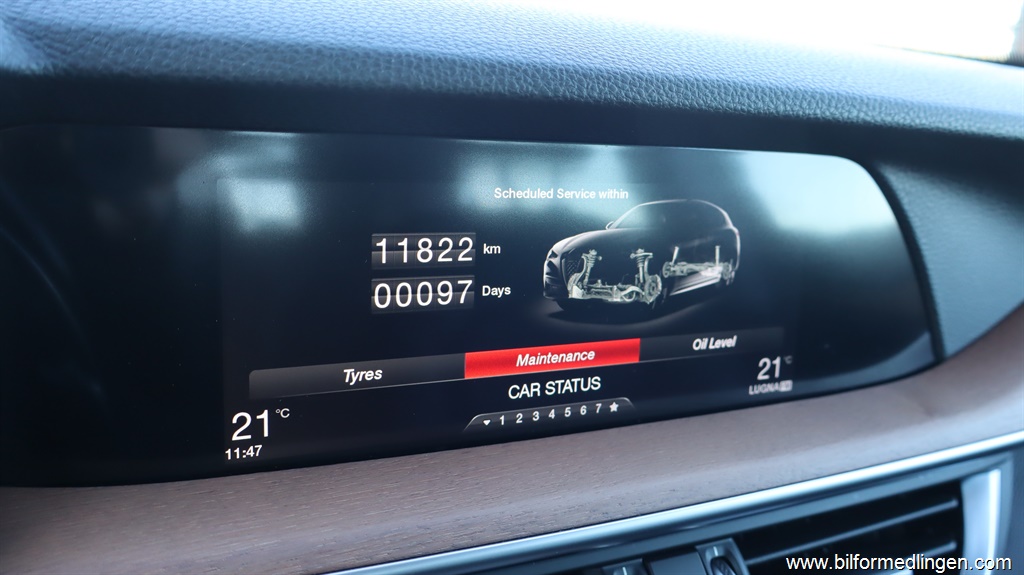 Scheduled Service within
11822 km
00097 Days
Tyres Maintenance Oil Level
CAR STATUS
1 2 3 4 5 6 7
21 °C
11:47
21 °C
LUGNA
www.bilformedlingen.com